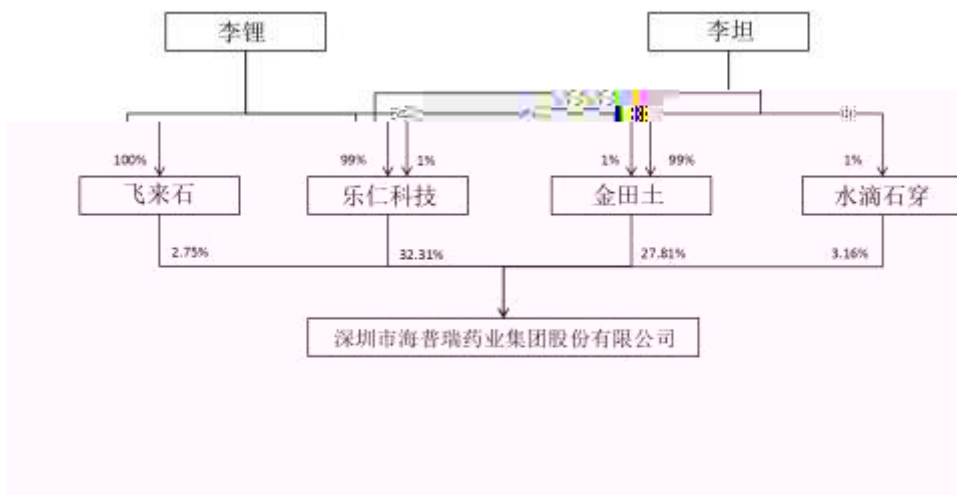 李锂
李坦
100%
99%
1%
1%
99%
1%
飞来石
乐仁科技
金田土
水滴石穿
2.75%
32.31%
27.81%
3.16%
深圳市海普瑞药业集团股份有限公司